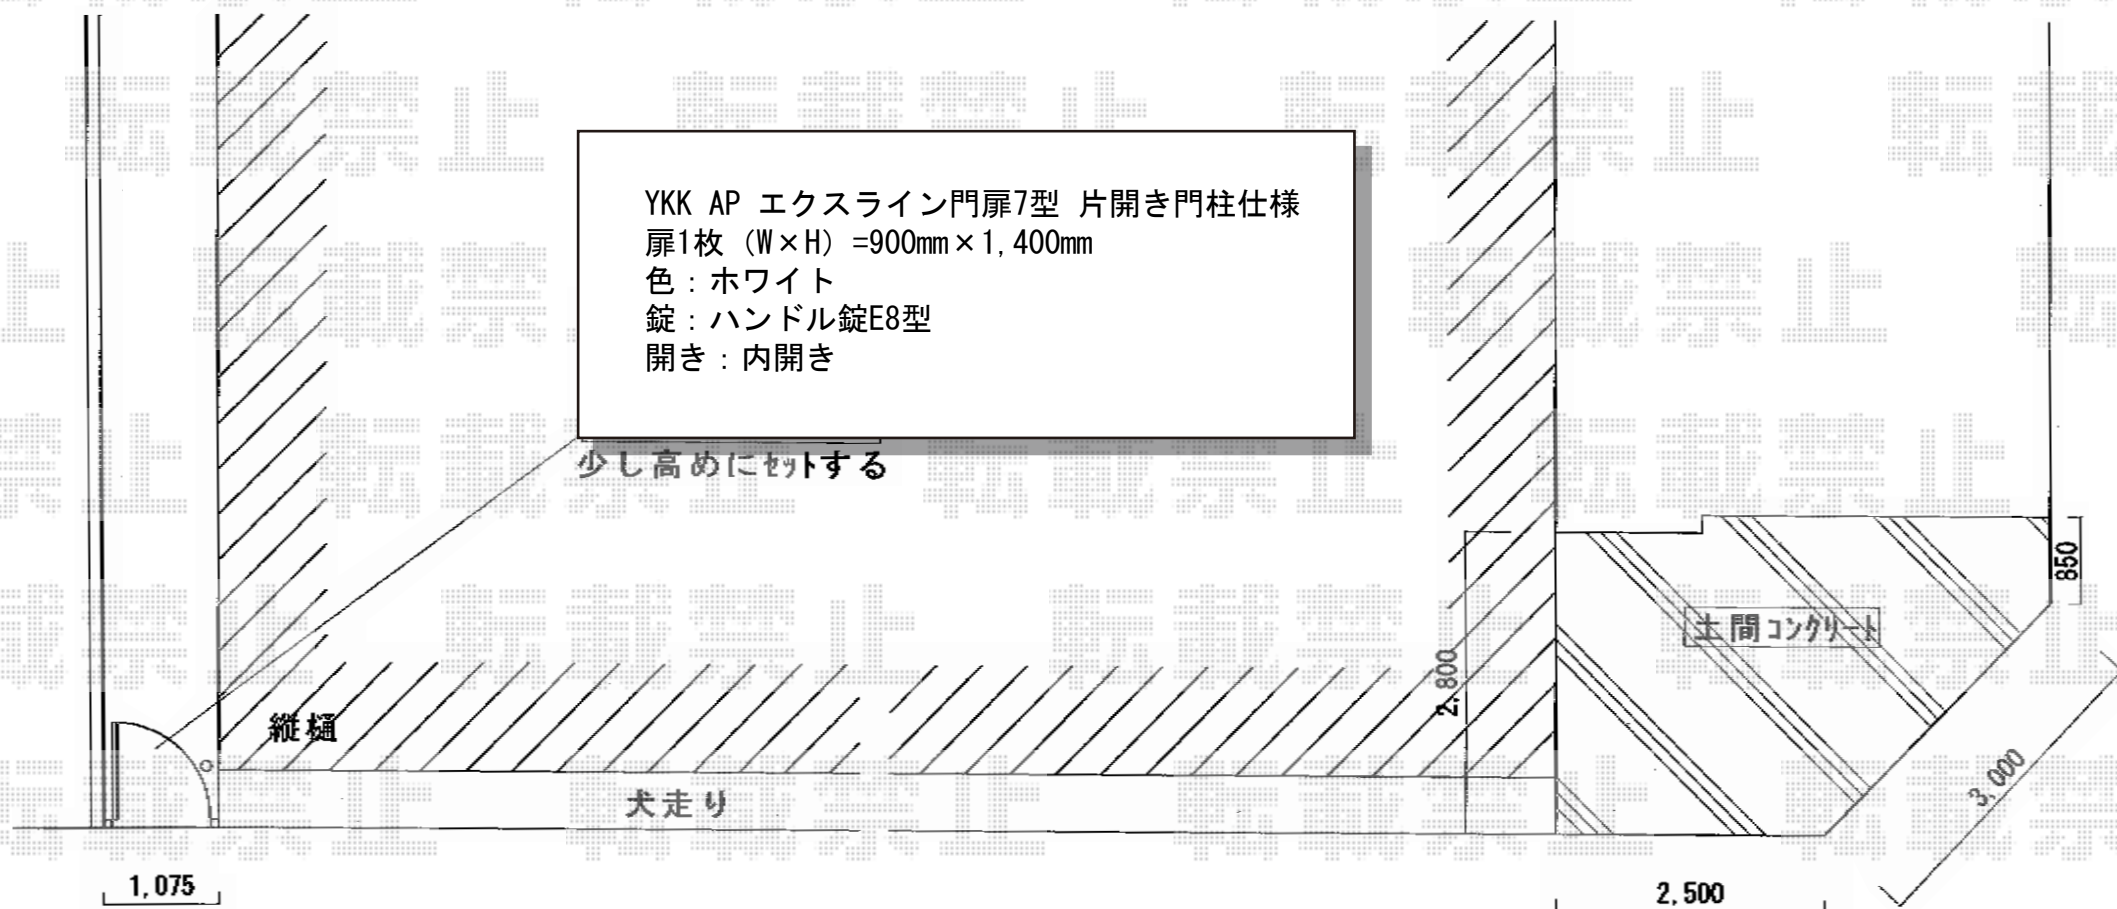 YKK AP エクスライン門扉7型 片開き門柱仕様
扉1枚 (W×H) =900mm×1,400mm
色：ホワイト
錠：ハンドル錠E8型
開き：内開き
少し高めにセットする
850
土間コンクリート
2,800
縦樋
3,000
犬走り
1,075
2,500
転載禁止